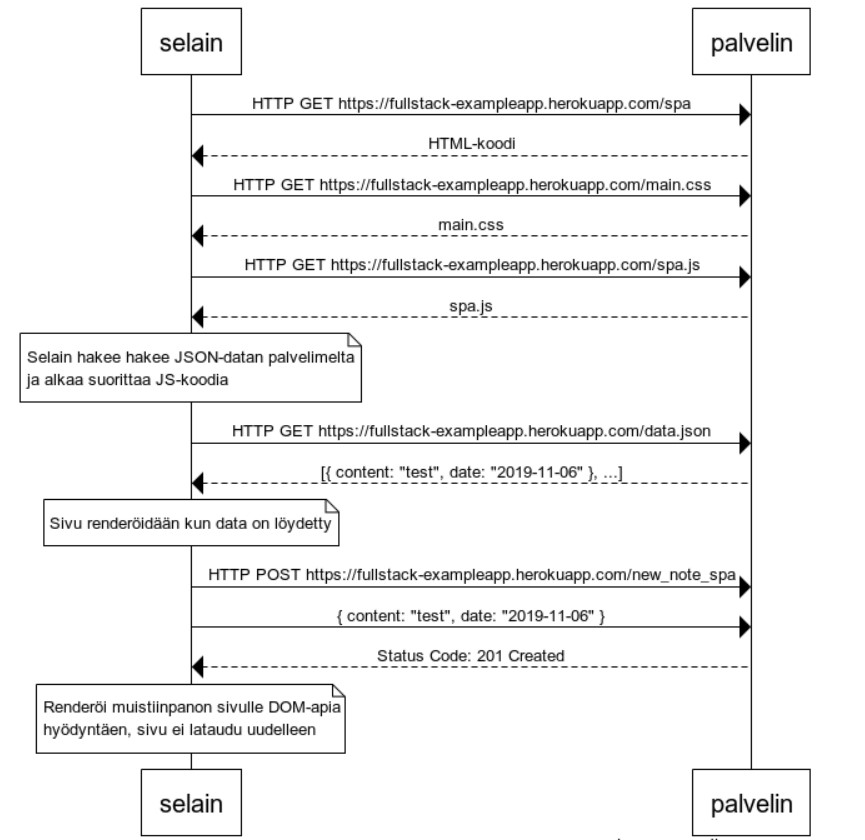 selain
palvelin
HTTP GET https://fullstack-exampleapp.herokuapp.com/spa
HTML-koodi
HTTP GET https://fullstack-exampleapp.herokuapp.com/main.css
main.css
HTTP GET https://fullstack-exampleapp.herokuapp.com/spa.js
spa.js
Selain hakee hakee JSON-datan palvelimelta
ja alkaa suorittaa JS-koodia
HTTP GET https://fullstack-exampleapp.herokuapp.com/data.json
[{ content: "test", date: "2019-11-06" }, ...]
Sivu renderöidään kun data on löydetty
HTTP POST https://fullstack-exampleapp.herokuapp.com/new_note_spa
{ content: "test", date: "2019-11-06" }
Status Code: 201 Created
Renderöi muistiinpanon sivulle DOM-apia
hyödyntäen, sivu ei lataudu uudelleen
selain
palvelin